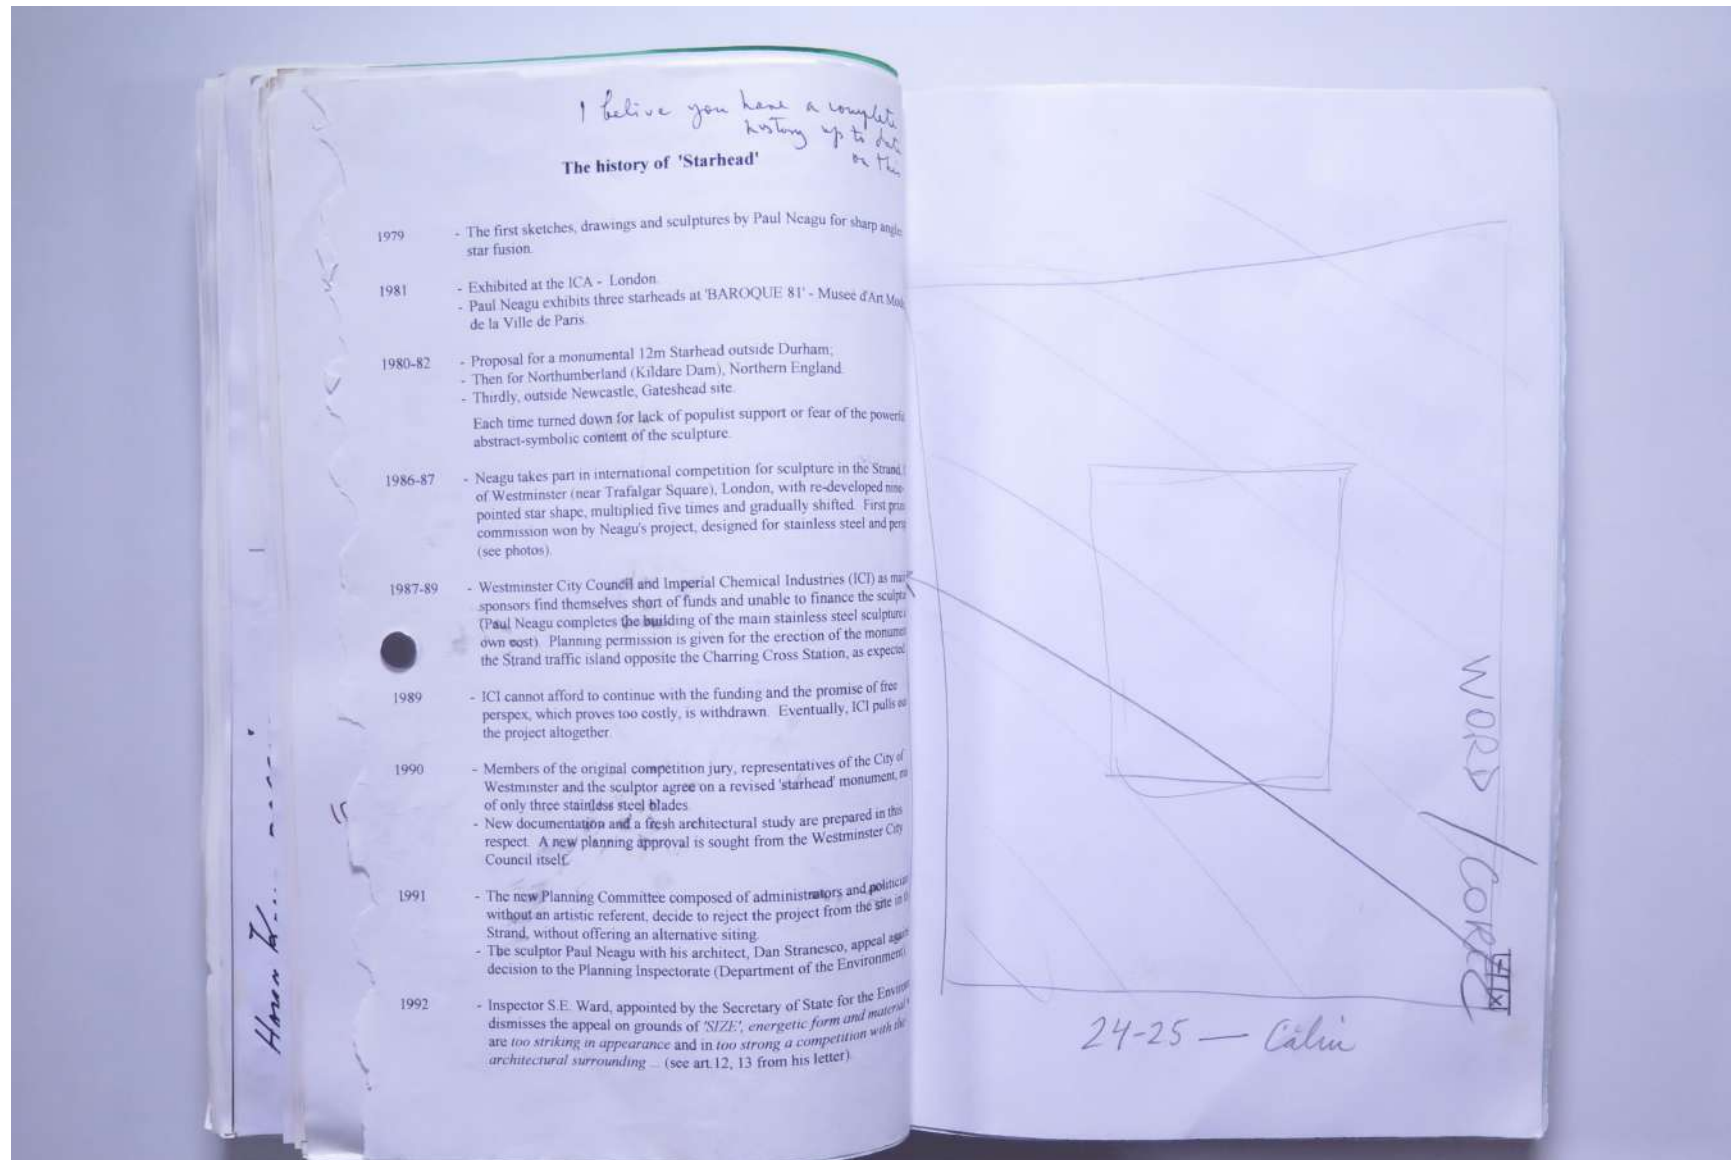 I belive you have a complete
history up to date
on this
The history of 'Starhead'
1979 - The first sketches, drawings and sculptures by Paul Neagu for sharp angle
star fusion.
1981 - Exhibited at the ICA - London.
- Paul Neagu exhibits three starheads at 'BAROQUE 81' - Museé d'Art Mod
de la Ville de Paris.
1980-82 - Proposal for a monumental 12m Starhead outside Durham;
- Then for Northumberland (Kildare Dam), Northern England.
- Thirdly, outside Newcastle, Gateshead site.
Each time turned down for lack of populist support or fear of the powerfu
abstract-symbolic content of the sculpture.
1986-87 - Neagu takes part in international competition for sculpture in the Strand,
of Westminster (near Trafalgar Square), London, with re-developed nine-
pointed star shape, multiplied five times and gradually shifted. First
commission won by Neagu's project, designed for stainless steel and
(see photos).
1987-89 - Westminster City Council and Imperial Chemical Industries (ICI) as
sponsors find themselves short of funds and unable to finance the
(Paul Neagu completes the building of the main stainless steel sculpture
own cost). Planning permission is given for the erection of the
the Strand traffic island opposite the Charring Cross Station, as expected.
1989 - ICI cannot afford to continue with the funding and the promise of free
perspex, which proves too costly, is withdrawn. Eventually, ICI pulls
the project altogether.
1990 - Members of the original competition jury, representatives of the City of
Westminster and the sculptor agree on a revised 'starhead' monument,
of only three stainless steel blades.
- New documentation and a fresh architectural study are prepared in this
respect. A new planning approval is sought from the Westminster City
Council itself.
1991 - The new Planning Committee composed of administrators and
without an artistic referent, decide to reject the project from the site in
Strand, without offering an alternative siting.
- The sculptor Paul Neagu with his architect, Dan Stranesco, appeal
decision to the Planning Inspectorate (Department of the Environment).
1992 - Inspector S.E. Ward, appointed by the Secretary of State for the
dismisses the appeal on grounds of 'SIZE', energetic form and material
are too striking in appearance and in too strong a competition with the
architectural surrounding ... (see art.12, 13 from his letter).
WORD /
24-25 — Călin